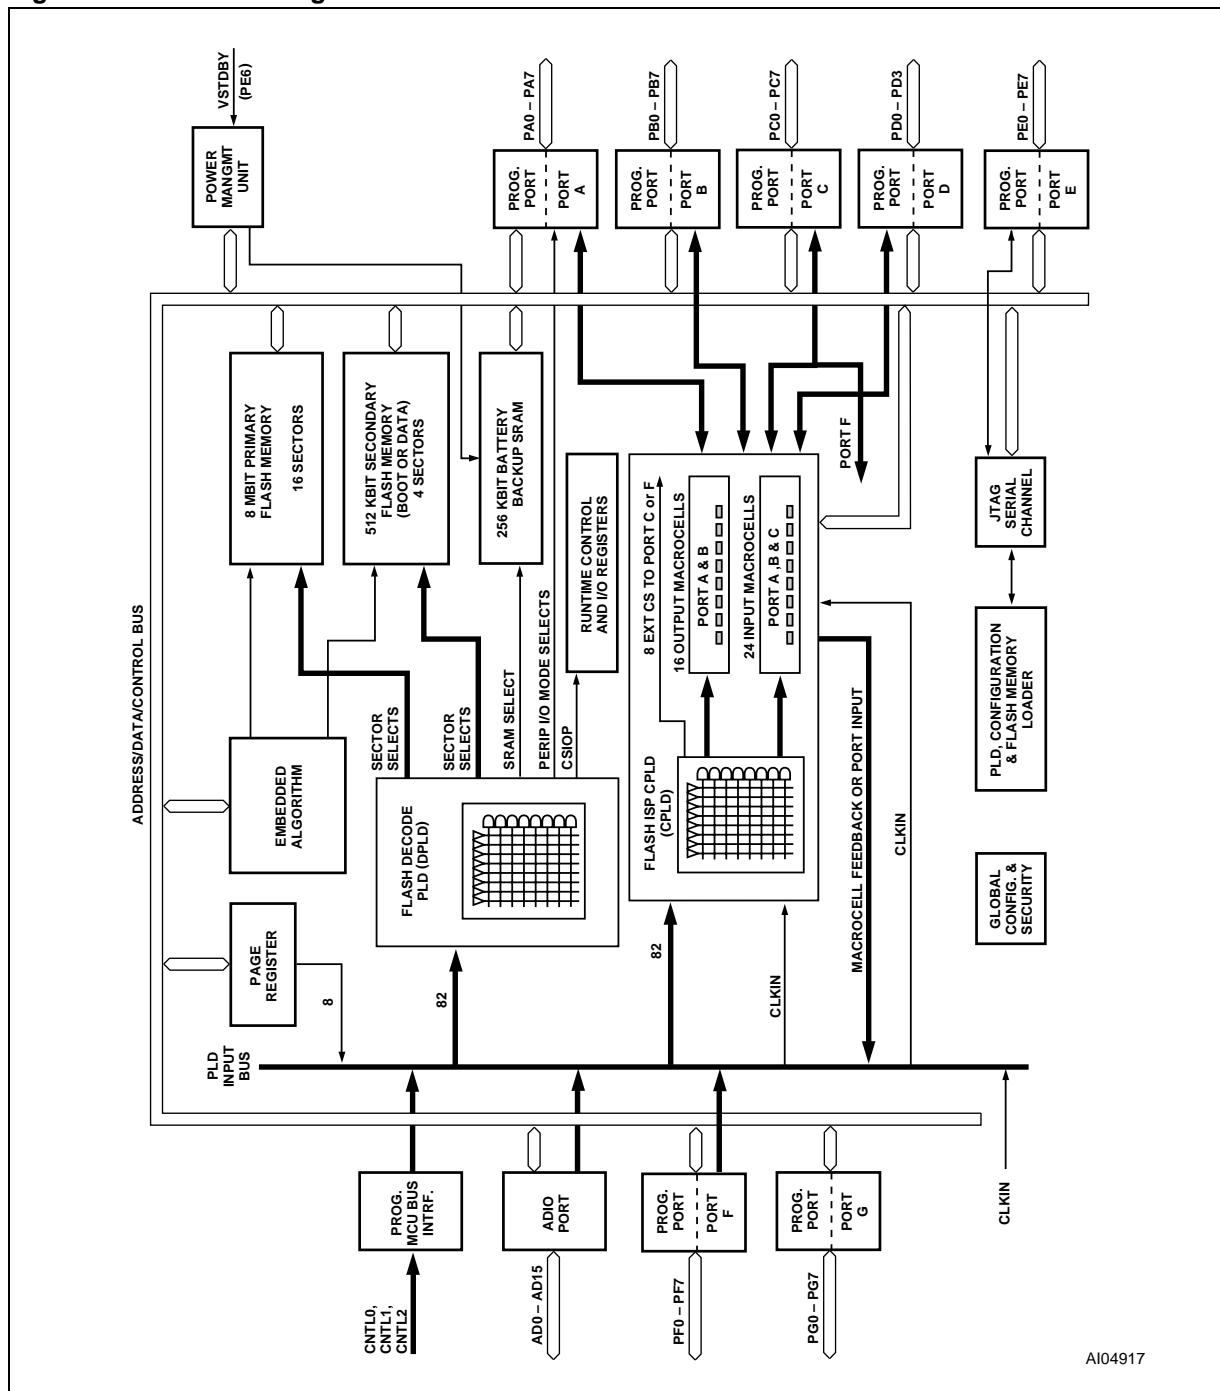 VSTDBY
(PE6)
PA0 – PA7
PB0 – PB7
PC0 – PC7
PD0 – PD3
PE0 – PE7
POWER
MANGMT
UNIT
PROG.
PORT
PORT
A
PROG.
PORT
PORT
B
PROG.
PORT
PORT
C
PROG.
PORT
PORT
D
PROG.
PORT
PORT
E
ADDRESS/DATA/CONTROL BUS
8 MBIT PRIMARY
FLASH MEMORY
16 SECTORS
512 KBIT SECONDARY
FLASH MEMORY
(BOOT OR DATA)
4 SECTORS
256 KBIT BATTERY
BACKUP SRAM
RUNTIME CONTROL
AND I/O REGISTERS
PORT F
8 EXT CS TO PORT C or F
16 OUTPUT MACROCELLS
PORT A & B
24 INPUT MACROCELLS
PORT A ,B & C
JTAG
SERIAL
CHANNEL
SECTOR
SELECTS
SECTOR
SELECTS
SRAM SELECT
PERIP I/O MODE SELECTS
CSIOP
EMBEDDED
ALGORITHM
FLASH DECODE
PLD (DPLD)
FLASH ISP CPLD
(CPLD)
MACROCELL FEEDBACK OR PORT INPUT
CLKIN
PLD, CONFIGURATION
& FLASH MEMORY
LOADER
GLOBAL
CONFIG. &
SECURITY
PAGE
REGISTER
8
82
82
CLKIN
PLD
INPUT
BUS
PROG.
MCU BUS
INTRF.
ADIO
PORT
PROG.
PORT
PORT
F
PROG.
PORT
PORT
G
CLKIN
CNTL0,
CNTL1,
CNTL2
AD0 – AD15
PF0 – PF7
PG0 – PG7
AI04917